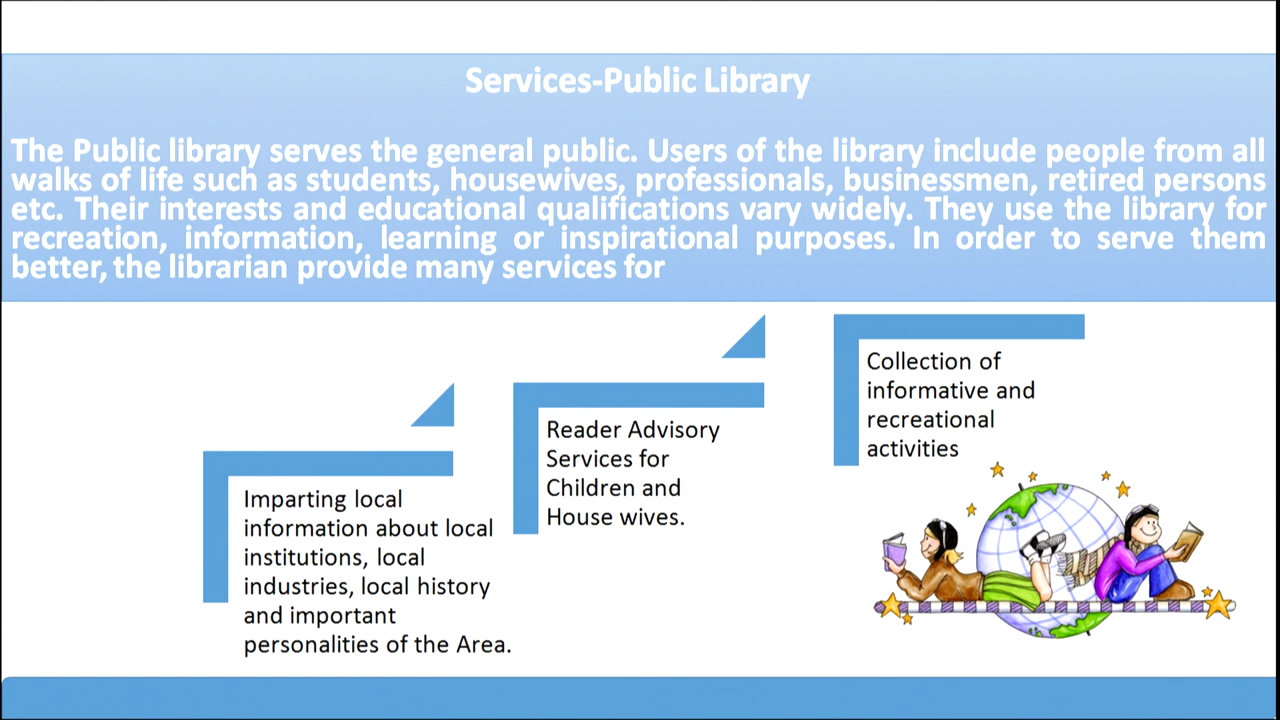 Services-Public Library
The Public library serves the general public. Users of the library include people from all
walks of life such as students, housewives, professionals, businessmen, retired persons
etc. Their interests and educational qualifications vary widely. They use the library for
recreation, information, learning or inspirational purposes. In order to serve them
better, the librarian provide many services for
Imparting local
information about local
institutions, local
industries, local history
and important
personalities of the Area.
Reader Advisory
Services for
Children and
House wives.
Collection of
informative and
recreational
activities